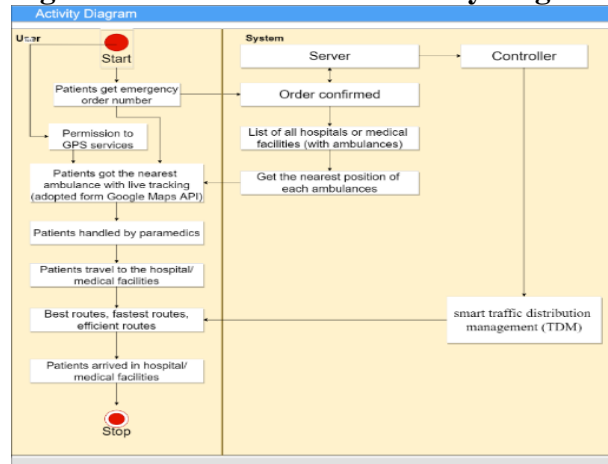 Activity Diagram
User
System
Start
Server
Controller
Patients get emergency
order number
Order confirmed
Permission to
GPS services
List of all hospitals or medical
facilities (with ambulances)
Patients got the nearest
ambulance with live tracking
(adopted form Google Maps API)
Get the nearest position of
each ambulances
Patients handled by paramedics
Patients travel to the hospital/
medical facilities
Best routes, fastest routes,
efficient routes
smart traffic distribution
management (TDM)
Patients arrived in hospital/
medical facilities
Stop